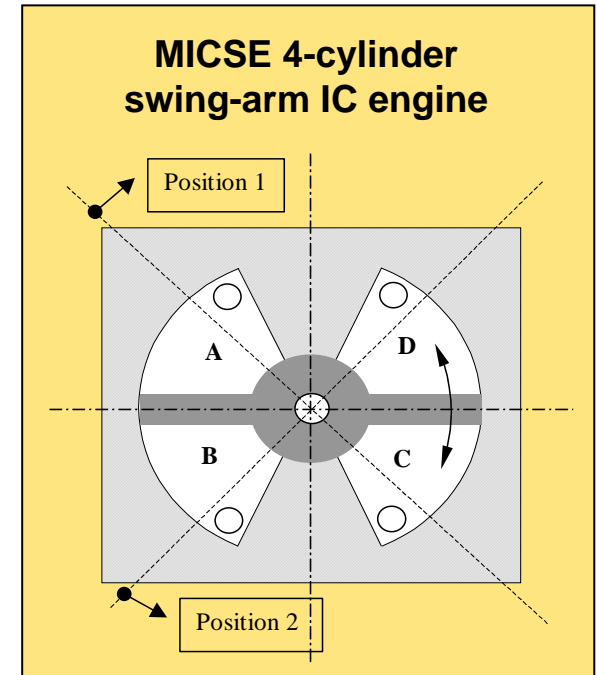 MICSE 4-cylinder
swing-arm IC engine
Position 1
A
D
B
C
Position 2